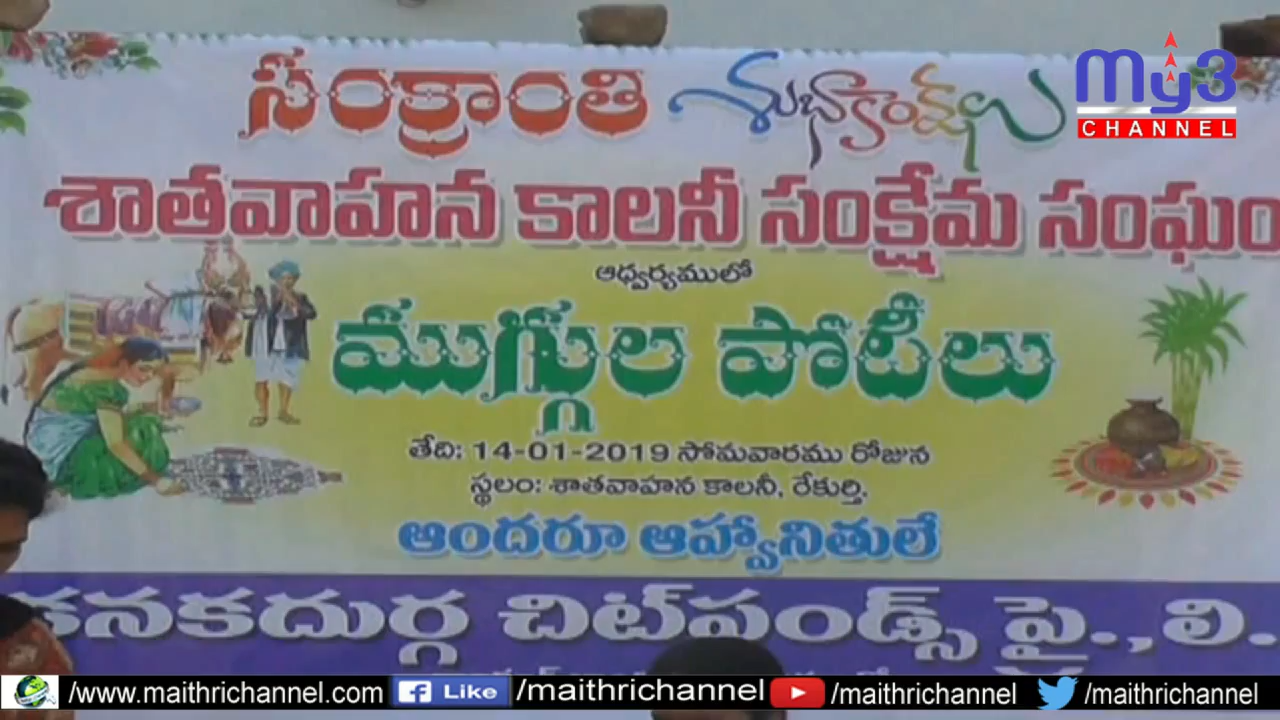 My3
CHANNEL
సంక్రాంతి శుభాకాంక్షలు
శాతవాహన కాలనీ సంక్షేమ సంఘం
ఆధ్వర్యములో
ముగ్గుల పోటీలు
తేది: 14-01-2019 సోమవారము రోజున
స్థలం: శాతవాహన కాలనీ, రేకుర్తి.
ఆందరూ ఆహ్వానితులే
కనకదుర్గ చిట్‌ఫండ్స్ ప్రై.,లి.
/www.maithrichannel.com f Like /maithrichannel /maithrichannel /maithrichannel